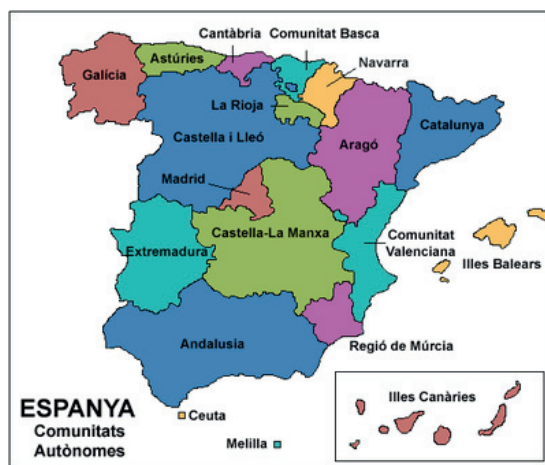 Cantàbria
Comunitat Basca
Astúries
Navarra
Galícia
La Rioja
Castella i Lleó
Aragó
Catalunya
Madrid
Castella-La Manxa
Extremadura
Comunitat
Valenciana
Illes Balears
Andalusia
Regió de Múrcia
ESPANYA
Comunitats
Autònomes
Ceuta
Melilla
Illes Canàries